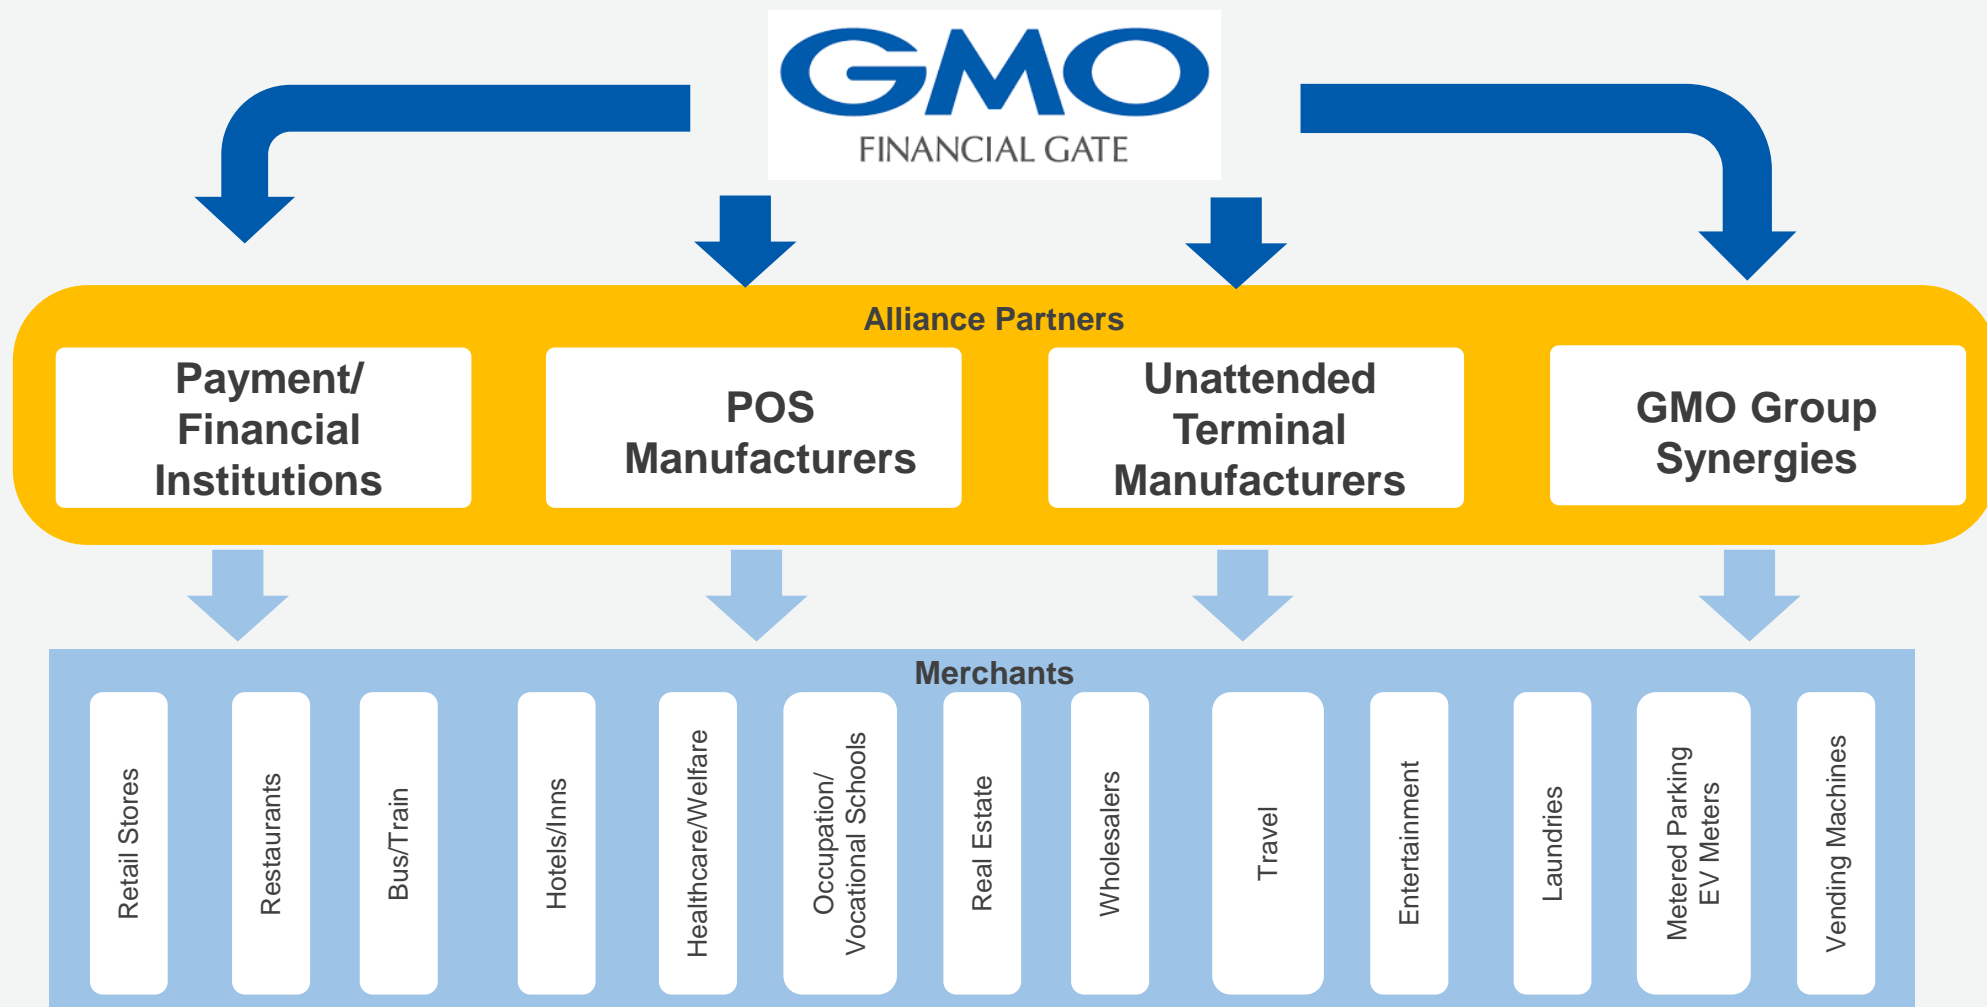 GMO
FINANCIAL GATE
Alliance Partners
Payment/
Financial
Institutions
POS
Manufacturers
Unattended
Terminal
Manufacturers
GMO Group
Synergies
Merchants
Retail Stores
Restaurants
Bus/Train
Hotels/Inns
Healthcare/Welfare
Occupation/
Vocational Schools
Real Estate
Wholesalers
Travel
Entertainment
Laundries
Metered Parking
EV Meters
Vending Machines